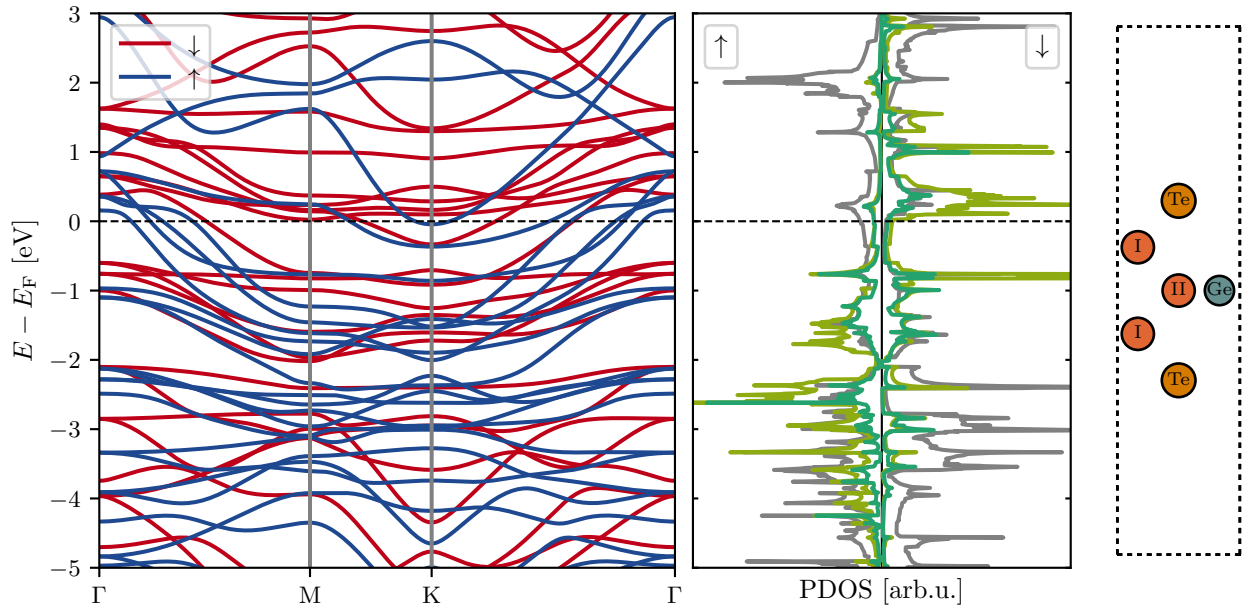 3
2
1
0
−1
−2
−3
−4
−5
E − E_F [eV]
↓
↑
Γ
M
K
Γ
↑
↓
PDOS [arb.u.]
Te
I
II
Ge
I
Te